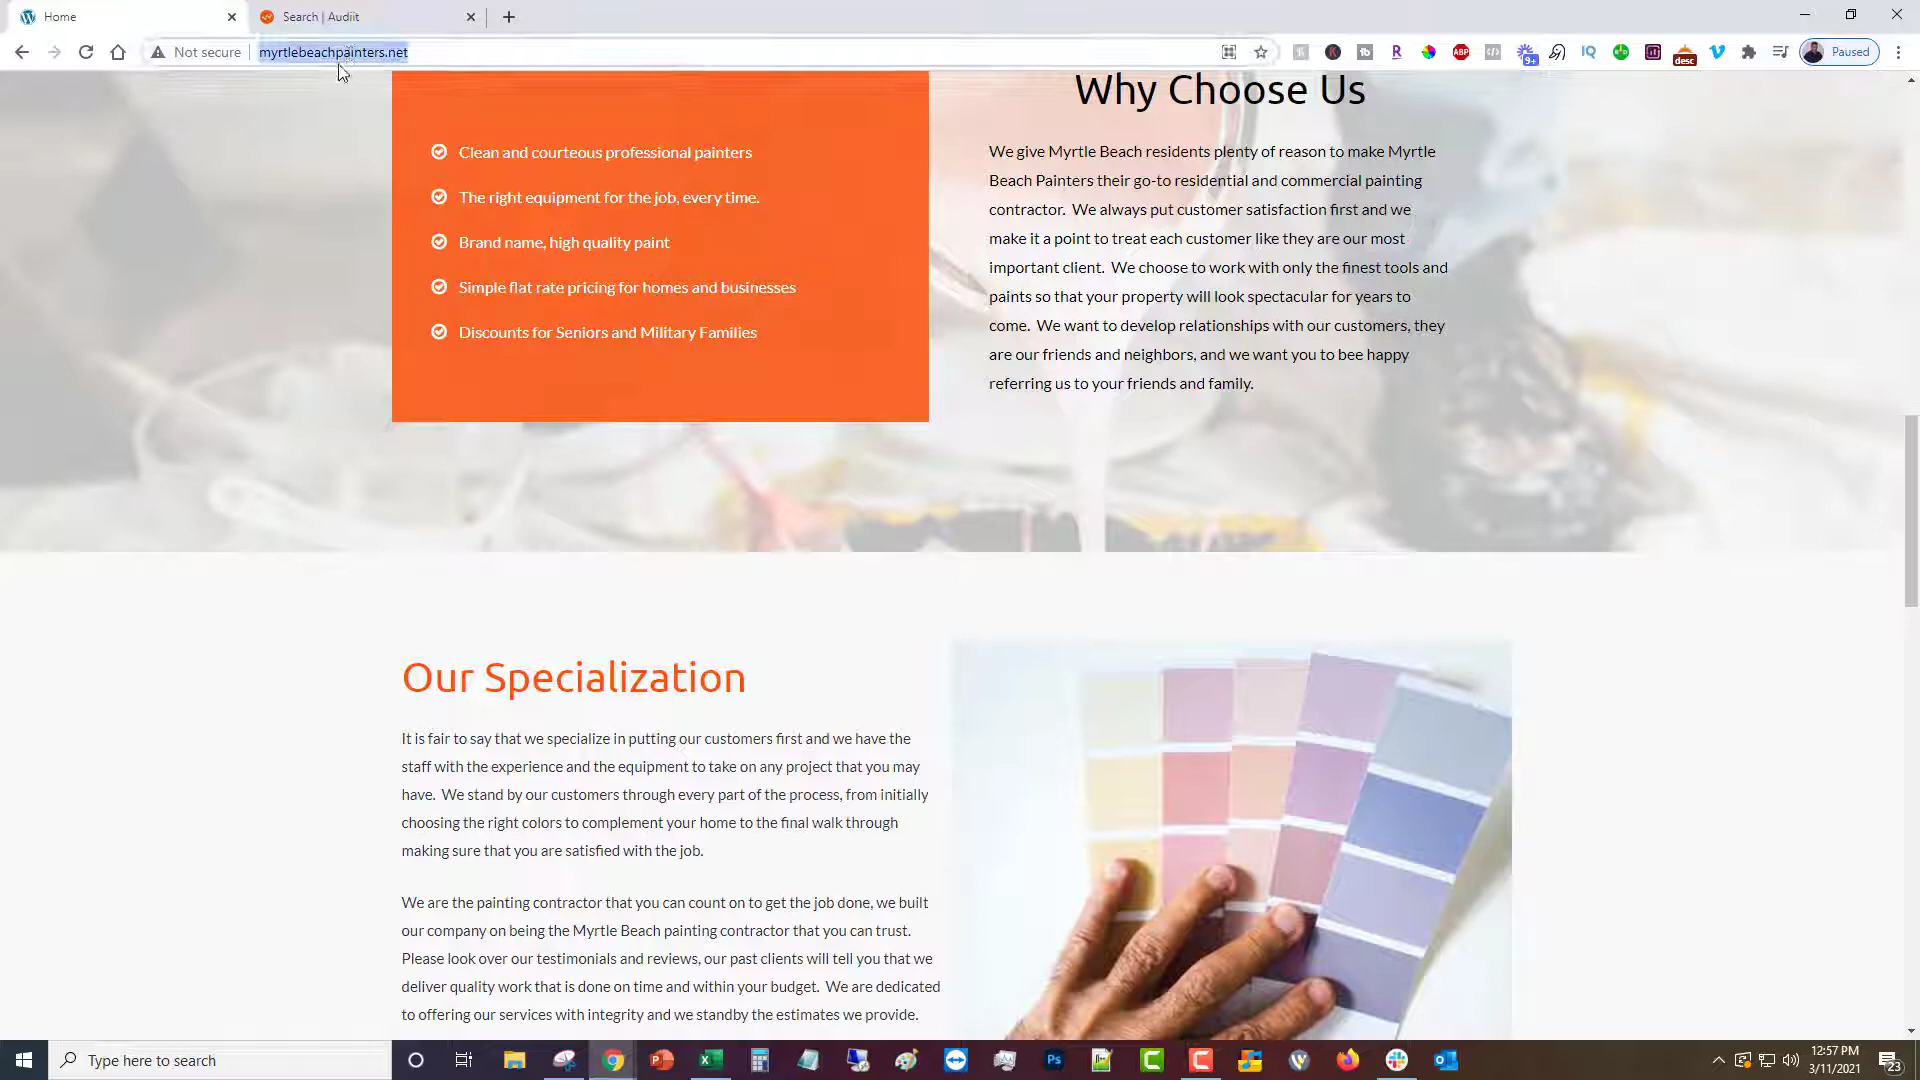 Home
Search | Audiit
Not secure
myrtlebeachpainters.net
ABP
9+
IQ
desc
Paused
Clean and courteous professional painters
The right equipment for the job, every time.
Brand name, high quality paint
Simple flat rate pricing for homes and businesses
Discounts for Seniors and Military Families
Why Choose Us
We give Myrtle Beach residents plenty of reason to make Myrtle
Beach Painters their go-to residential and commercial painting
contractor. We always put customer satisfaction first and we
make it a point to treat each customer like they are our most
important client. We choose to work with only the finest tools and
paints so that your property will look spectacular for years to
come. We want to develop relationships with our customers, they
are our friends and neighbors, and we want you to bee happy
referring us to your friends and family.
Our Specialization
It is fair to say that we specialize in putting our customers first and we have the
staff with the experience and the equipment to take on any project that you may
have. We stand by our customers through every part of the process, from initially
choosing the right colors to complement your home to the final walk through
making sure that you are satisfied with the job.
We are the painting contractor that you can count on to get the job done, we built
our company on being the Myrtle Beach painting contractor that you can trust.
Please look over our testimonials and reviews, our past clients will tell you that we
deliver quality work that is done on time and within your budget. We are dedicated
to offering our services with integrity and we standby the estimates we provide.
Type here to search
Ps
12:57 PM
3/11/2021
23